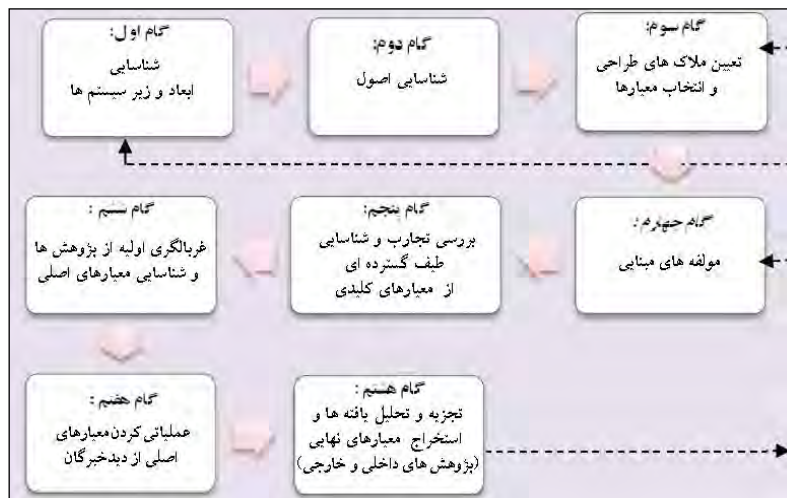 گام اول:
شناسایی
ابعاد و زیر سیستم ها
گام دوم:
شناسایی اصول
گام سوم:
تعیین ملاک های طراحی
و انتخاب معیارها
گام چهارم:
مولفه های مبنایی
گام پنجم:
بررسی تجارب و شناسایی
طیف گسترده ای
از معیارهای کلیدی
گام ششم :
غربالگری اولیه از پژوهش ها
و شناسایی معیارهای اصلی
گام هفتم :
عملیاتی کردن معیارهای
اصلی از دید خبرگان
گام هشتم :
تجزیه و تحلیل یافته ها و
استخراج معیارهای نهایی
(پژوهش های داخلی و خارجی)